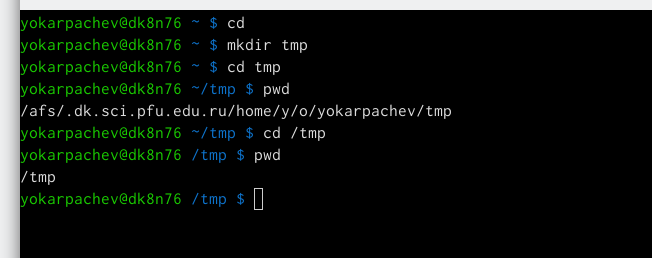 yokarpachev@dk8n76 ~ $ cd
yokarpachev@dk8n76 ~ $ mkdir tmp
yokarpachev@dk8n76 ~ $ cd tmp
yokarpachev@dk8n76 ~/tmp $ pwd
/afs/.dk.sci.pfu.edu.ru/home/y/o/yokarpachev/tmp
yokarpachev@dk8n76 ~/tmp $ cd /tmp
yokarpachev@dk8n76 /tmp $ pwd
/tmp
yokarpachev@dk8n76 /tmp $